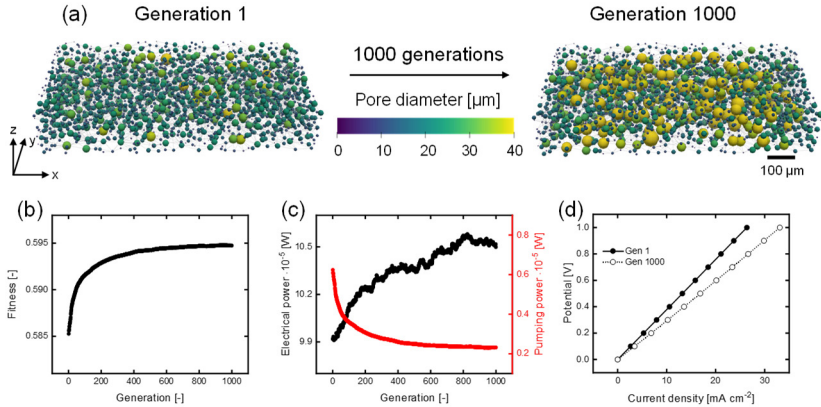 (a)
Generation 1
Generation 1000
1000 generations
Pore diameter [µm]
0 10 20 30 40
z
y
x
100 µm
(b)
(c)
(d)
0.595
0.590
0.585
Fitness [-]
0 200 400 600 800 1000
Generation [-]
10.5
10.2
9.9
Electrical power ·10⁻⁵ [W]
0.8
0.6
0.4
0.2
Pumping power ·10⁻⁵ [W]
0 200 400 600 800 1000
Generation [-]
1.0
0.8
0.6
0.4
0.2
0.0
Potential [V]
Gen 1
Gen 1000
0 10 20 30
Current density [mA cm⁻²]